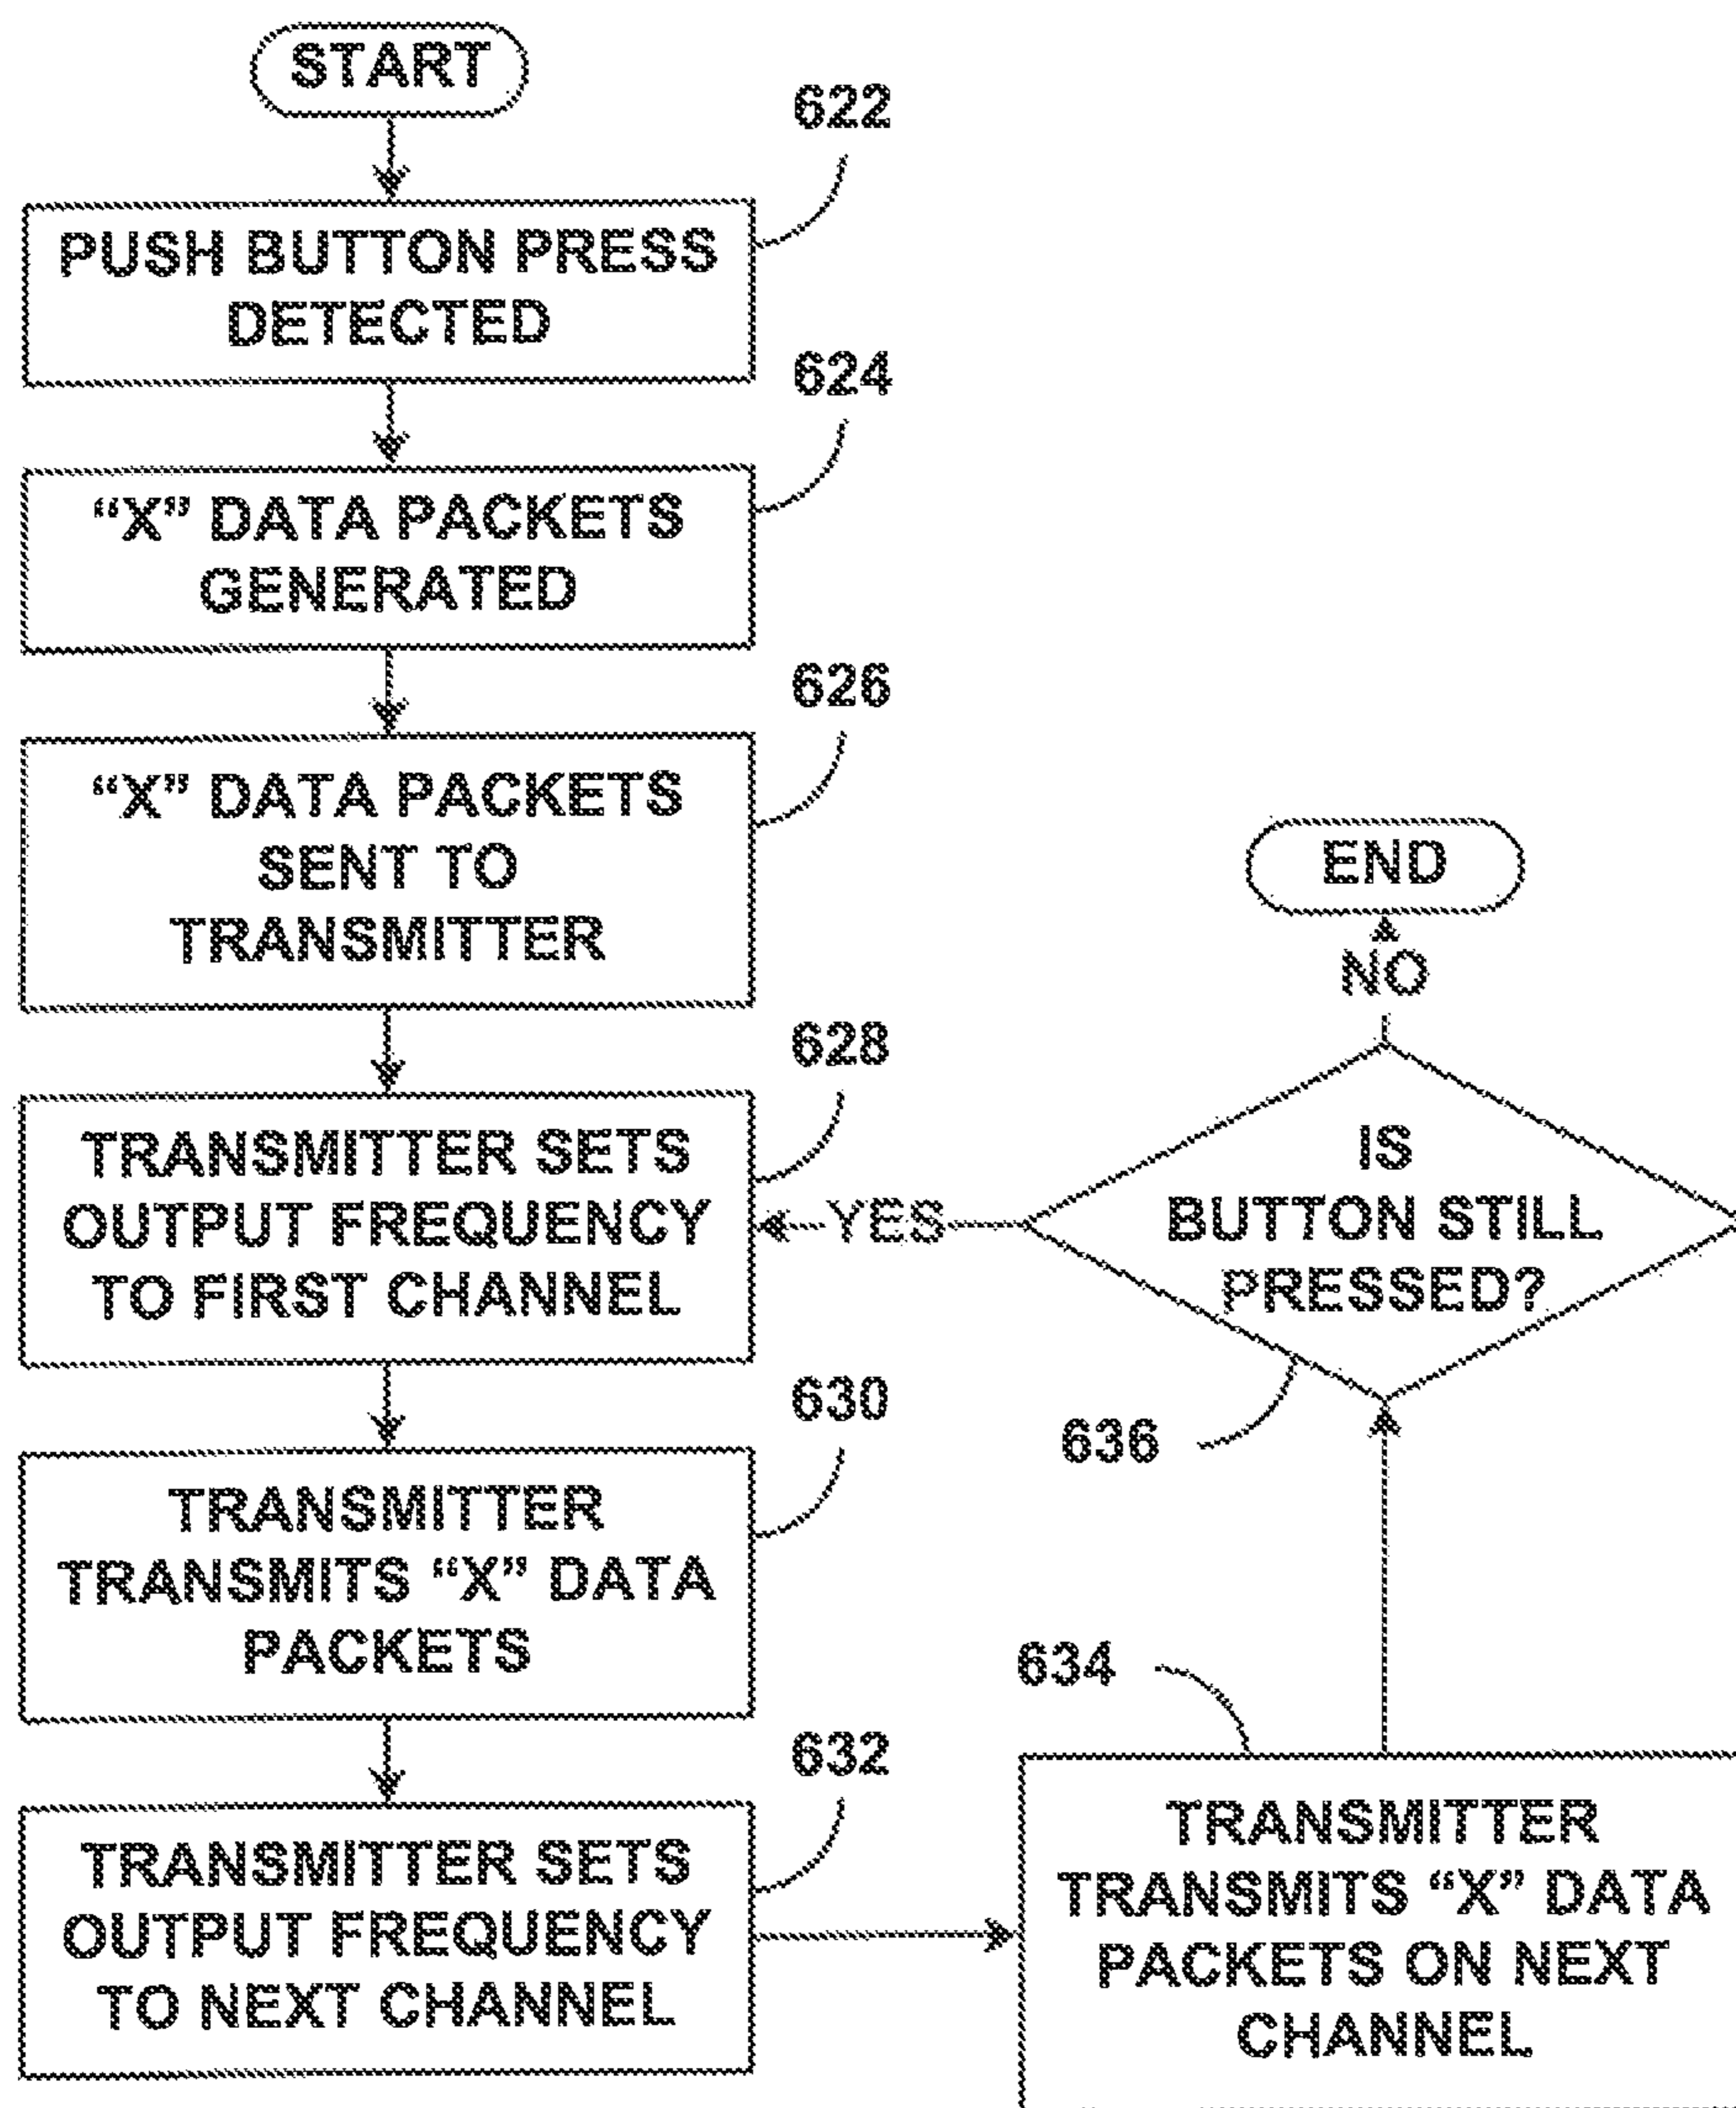 START
622
PUSH BUTTON PRESS
DETECTED
624
“X” DATA PACKETS
GENERATED
626
“X” DATA PACKETS
SENT TO
TRANSMITTER
628
TRANSMITTER SETS
OUTPUT FREQUENCY
TO FIRST CHANNEL
630
TRANSMITTER
TRANSMITS “X” DATA
PACKETS
632
TRANSMITTER SETS
OUTPUT FREQUENCY
TO NEXT CHANNEL
634
TRANSMITTER
TRANSMITS “X” DATA
PACKETS ON NEXT
CHANNEL
636
IS
BUTTON STILL
PRESSED?
YES
NO
END